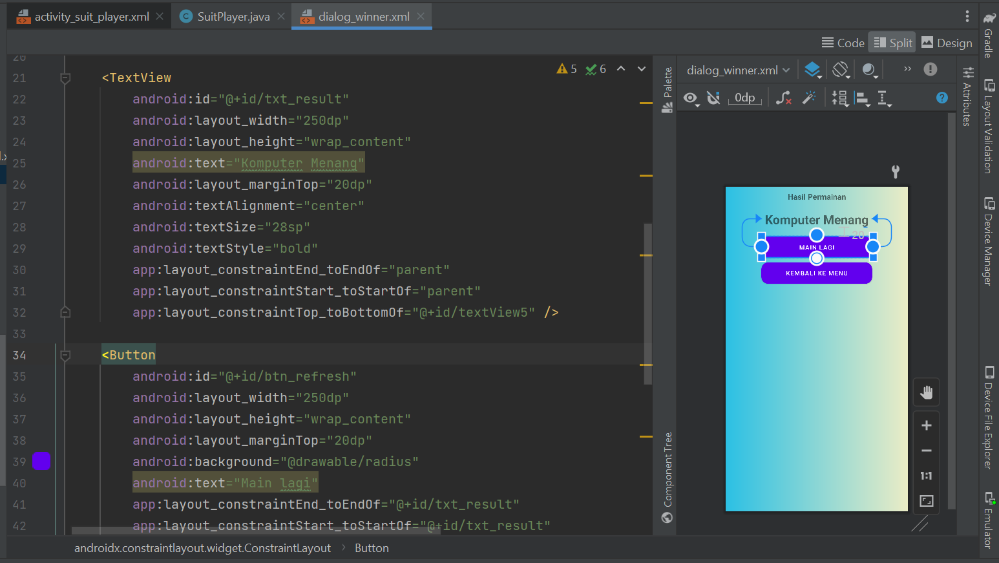 activity_suit_player.xml
SuitPlayer.java
dialog_winner.xml
Code
Split
Design
20
21 <TextView
22 android:id="@+id/txt_result"
23 android:layout_width="250dp"
24 android:layout_height="wrap_content"
25 android:text="Komputer Menang"
26 android:layout_marginTop="20dp"
27 android:textAlignment="center"
28 android:textSize="28sp"
29 android:textStyle="bold"
30 app:layout_constraintEnd_toEndOf="parent"
31 app:layout_constraintStart_toStartOf="parent"
32 app:layout_constraintTop_toBottomOf="@+id/textView5" />
33
34 <Button
35 android:id="@+id/btn_refresh"
36 android:layout_width="250dp"
37 android:layout_height="wrap_content"
38 android:layout_marginTop="20dp"
39 android:background="@drawable/radius"
40 android:text="Main lagi"
41 app:layout_constraintEnd_toEndOf="@+id/txt_result"
42 app:layout_constraintStart_toStartOf="@+id/txt_result"
5
6
androidx.constraintlayout.widget.ConstraintLayout
Button
Palette
Component Tree
dialog_winner.xml
0dp
Hasil Permainan
Komputer Menang
20
MAIN LAGI
KEMBALI KE MENU
1:1
Attributes
Gradle
Layout Validation
Device Manager
Device File Explorer
Emulator